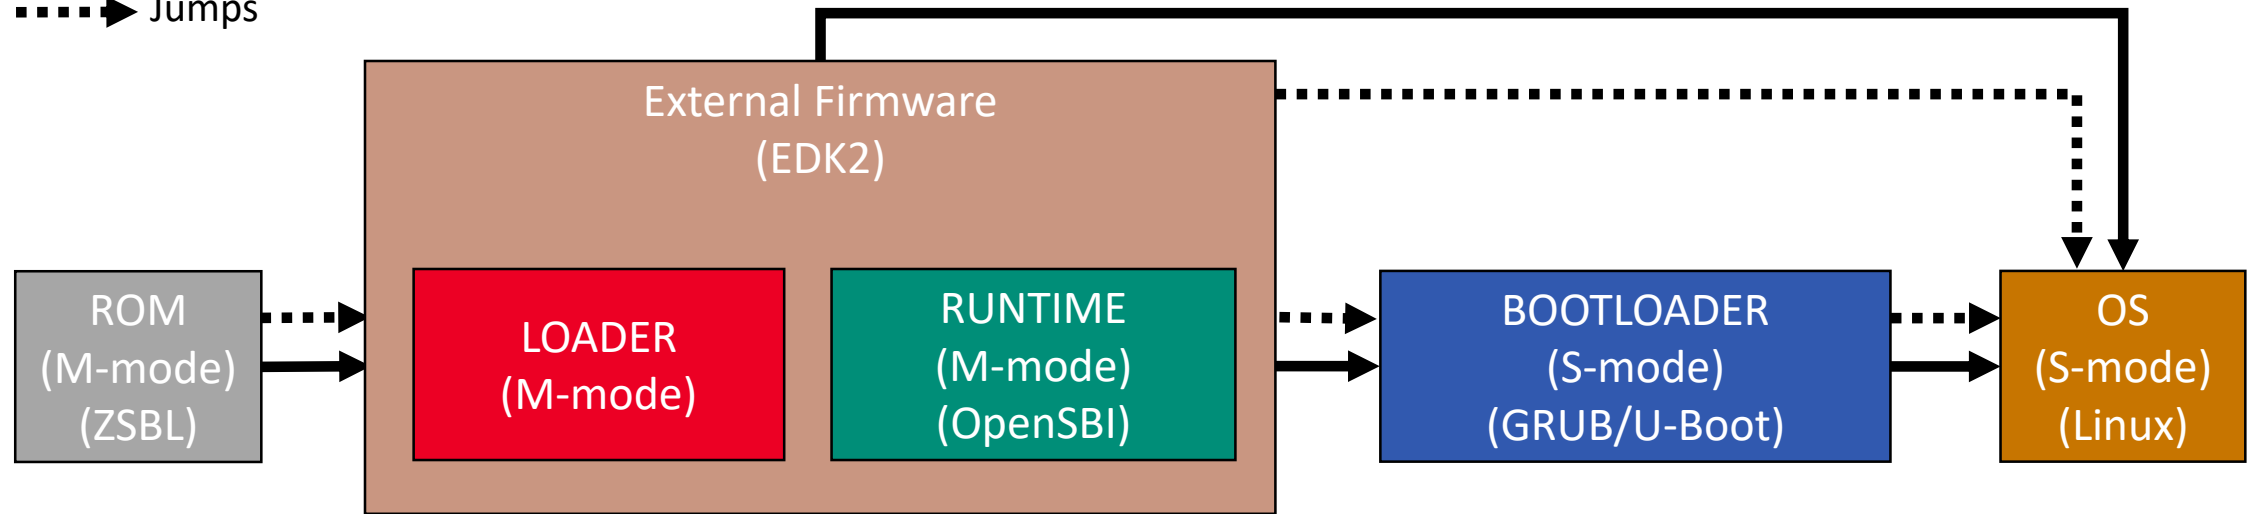 Jumps
External Firmware
(EDK2)
ROM
(M-mode)
(ZSBL)
LOADER
(M-mode)
RUNTIME
(M-mode)
(OpenSBI)
BOOTLOADER
(S-mode)
(GRUB/U-Boot)
OS
(S-mode)
(Linux)